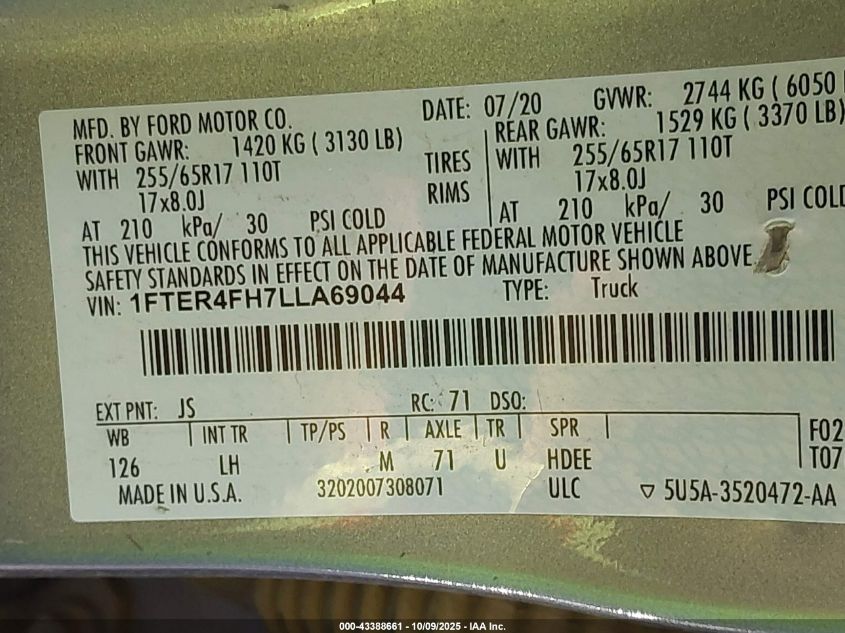 MFD. BY FORD MOTOR CO. DATE: 07/20 GVWR: 2744 KG ( 6050
FRONT GAWR: 1420 KG ( 3130 LB) REAR GAWR: 1529 KG ( 3370 LB)
WITH 255/65R17 110T TIRES WITH 255/65R17 110T
17x8.0J RIMS 17x8.0J
AT 210 kPa/ 30 PSI COLD AT 210 kPa/ 30 PSI COLD
THIS VEHICLE CONFORMS TO ALL APPLICABLE FEDERAL MOTOR VEHICLE
SAFETY STANDARDS IN EFFECT ON THE DATE OF MANUFACTURE SHOWN ABOVE.
VIN: 1FTER4FH7LLA69044 TYPE: Truck
EXT PNT: JS RC: 71 DSO:
WB INT TR TP/PS R AXLE TR SPR F02
126 LH M 71 U HDEE T07
MADE IN U.S.A. 3202007308071 ULC ▽ 5U5A-3520472-AA
000-43388661 - 10/09/2025 - IAA Inc.